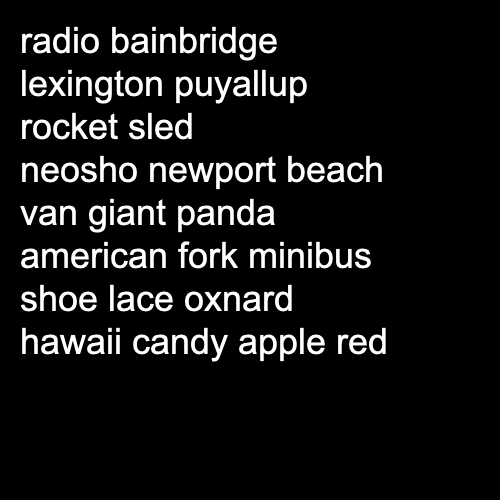 radio bainbridge
lexington puyallup
rocket sled
neosho newport beach
van giant panda
american fork minibus
shoe lace oxnard
hawaii candy apple red